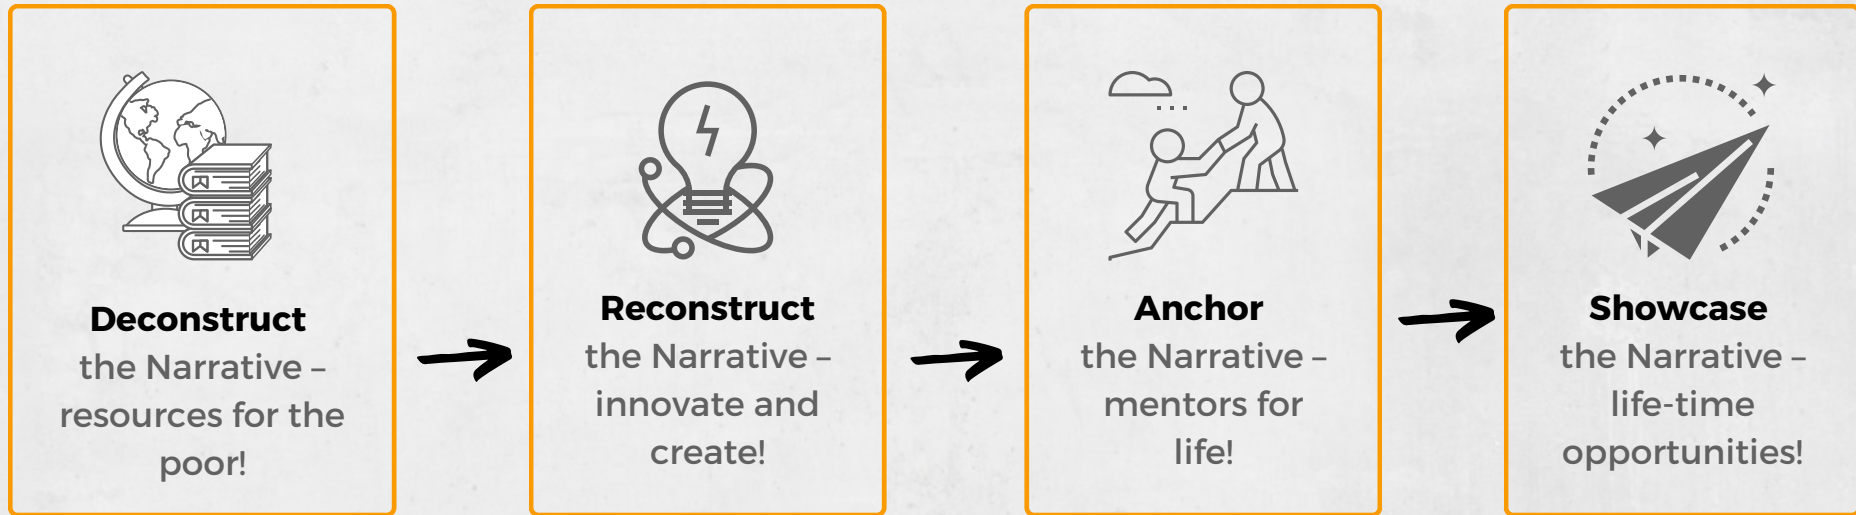 Deconstruct
the Narrative –
resources for the
poor!
Reconstruct
the Narrative –
innovate and
create!
Anchor
the Narrative –
mentors for
life!
Showcase
the Narrative –
life-time
opportunities!